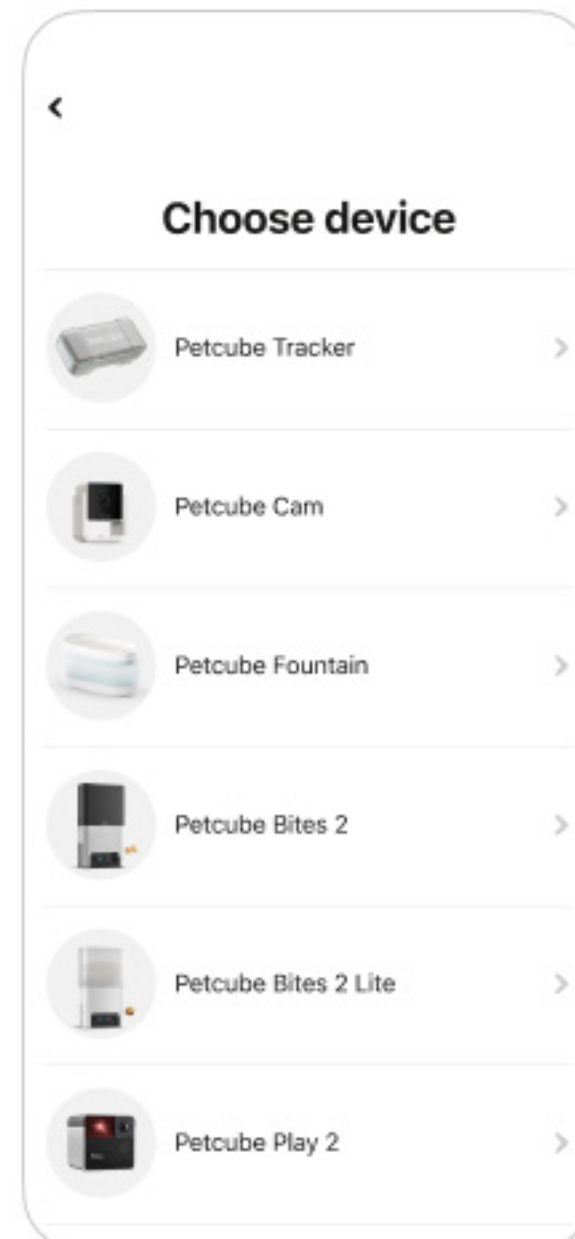 Choose device
Petcube Tracker
Petcube Cam
Petcube Fountain
Petcube Bites 2
Petcube Bites 2 Lite
Petcube Play 2